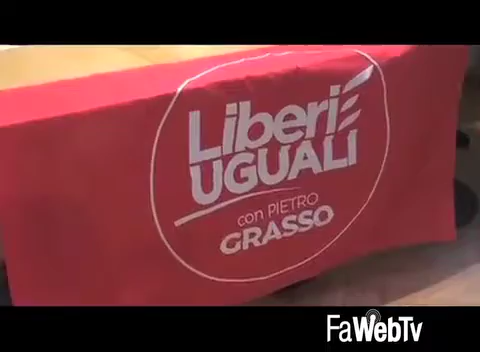 Liberi E
UGUALI
con PIETRO
GRASSO
FaWebTv